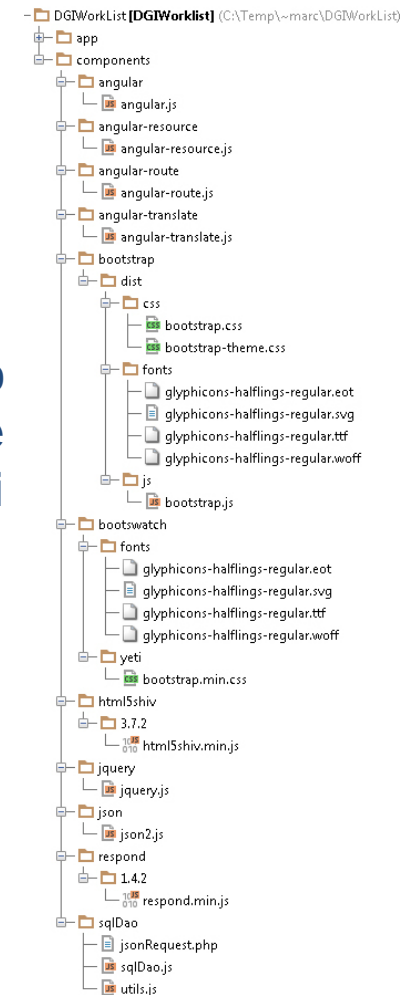 DGIWorkList [DGIWorklist] (C:\Temp\~marc\DGIWorkList)
app
components
angular
angular.js
angular-resource
angular-resource.js
angular-route
angular-route.js
angular-translate
angular-translate.js
bootstrap
dist
css
bootstrap.css
bootstrap-theme.css
fonts
glyphicons-halflings-regular.eot
glyphicons-halflings-regular.svg
glyphicons-halflings-regular.ttf
glyphicons-halflings-regular.woff
js
bootstrap.js
bootswatch
fonts
glyphicons-halflings-regular.eot
glyphicons-halflings-regular.svg
glyphicons-halflings-regular.ttf
glyphicons-halflings-regular.woff
yeti
bootstrap.min.css
html5shiv
3.7.2
html5shiv.min.js
jquery
jquery.js
json
json2.js
respond
1.4.2
respond.min.js
sqlDao
jsonRequest.php
sqlDao.js
utils.js